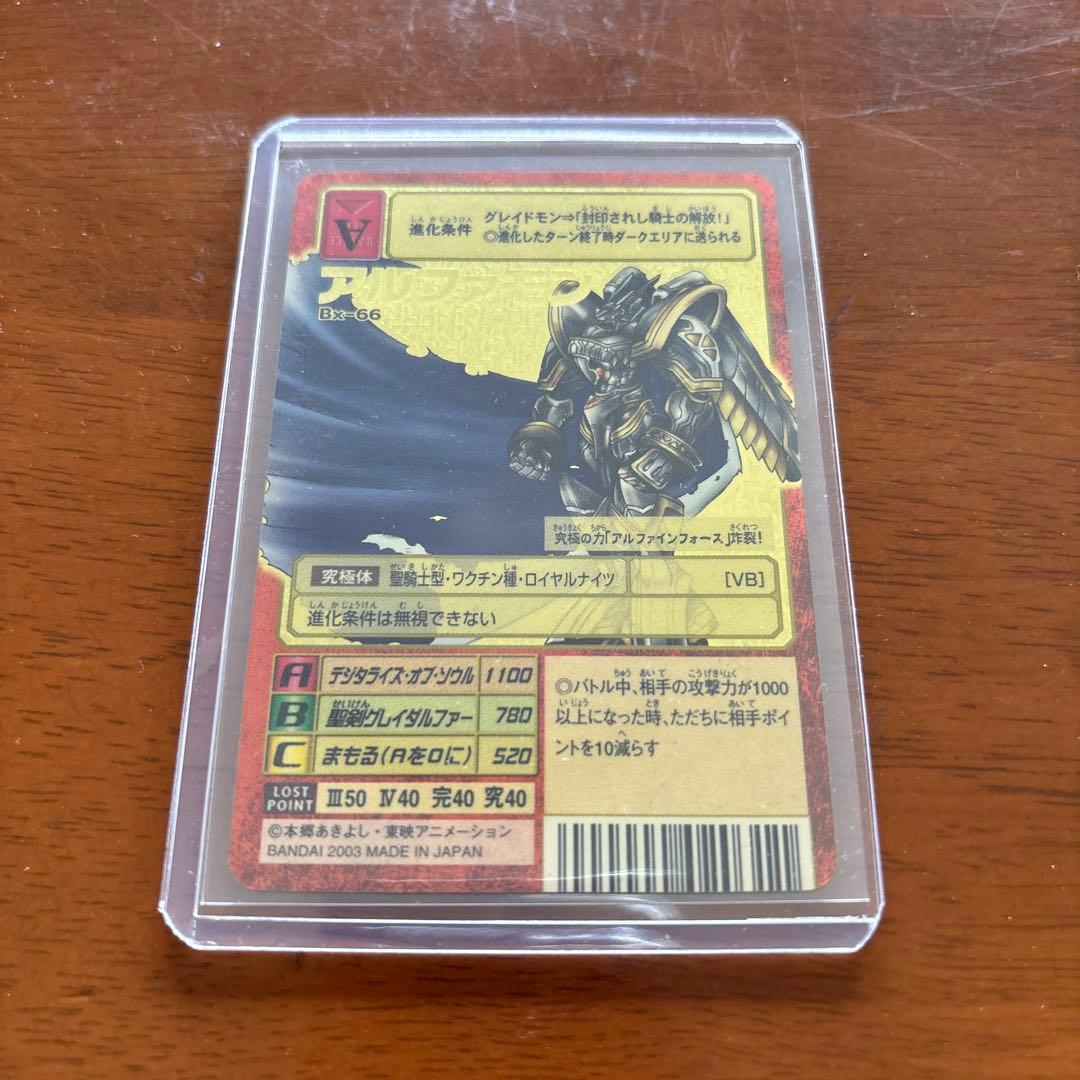 進化条件 グレイドモン⇒「封印されし騎士の解放!」
◎進化したターン終了時ダークエリアに送られる
アルファモン
Bx-66
究極の力「アルファインフォース」炸裂!
究極体 聖騎士型・ワクチン種・ロイヤルナイツ [VB]
進化条件は無視できない
A デジタライズ・オブ・ソウル 1100
B 聖剣グレイダルファー 780
C まもる(Aを0に) 520
LOST POINT Ⅲ50 Ⅳ40 完40 究40
◎バトル中、相手の攻撃力が1000
以上になった時、ただちに相手ポイ
ントを10減らす
©本郷あきよし・東映アニメーション
BANDAI 2003 MADE IN JAPAN